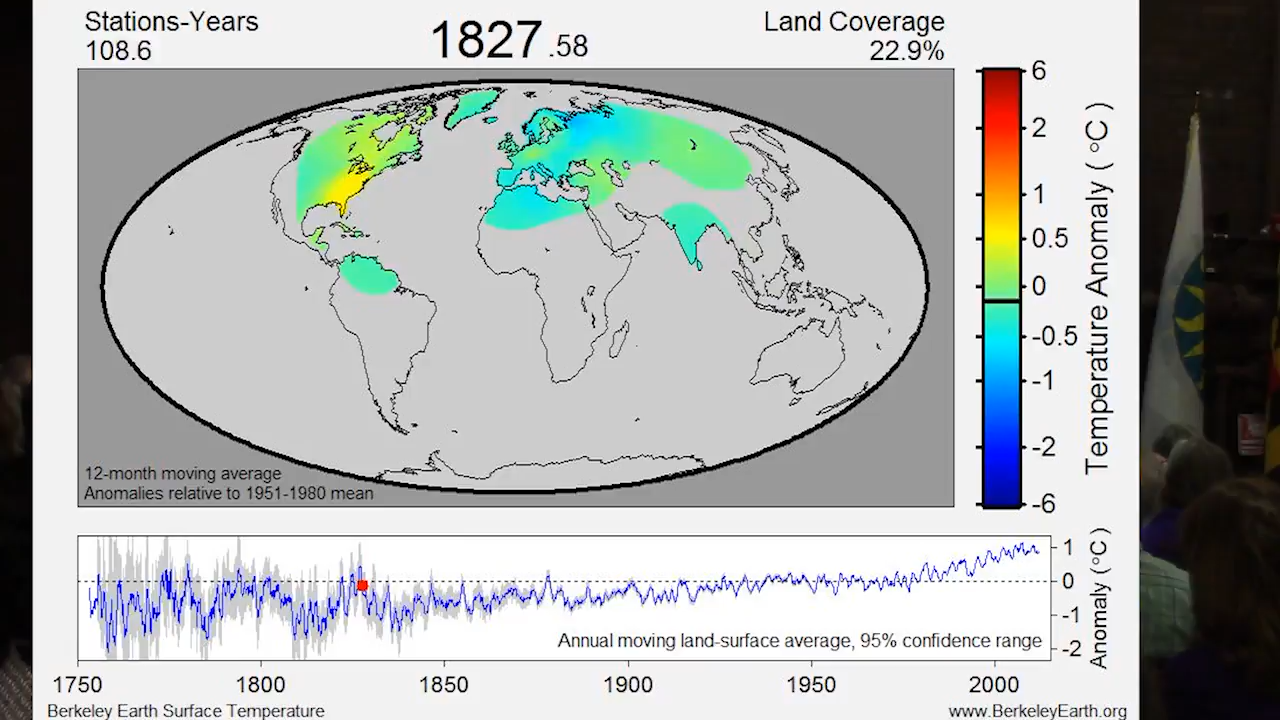 Stations-Years
108.6
1827.58
Land Coverage
22.9%
6
2
1
0.5
0
-0.5
-1
-2
-6
Temperature Anomaly (°C)
12-month moving average
Anomalies relative to 1951-1980 mean
1
0
-1
-2
Anomaly (°C)
Annual moving land-surface average, 95% confidence range
1750 1800 1850 1900 1950 2000
Berkeley Earth Surface Temperature
www.BerkeleyEarth.org